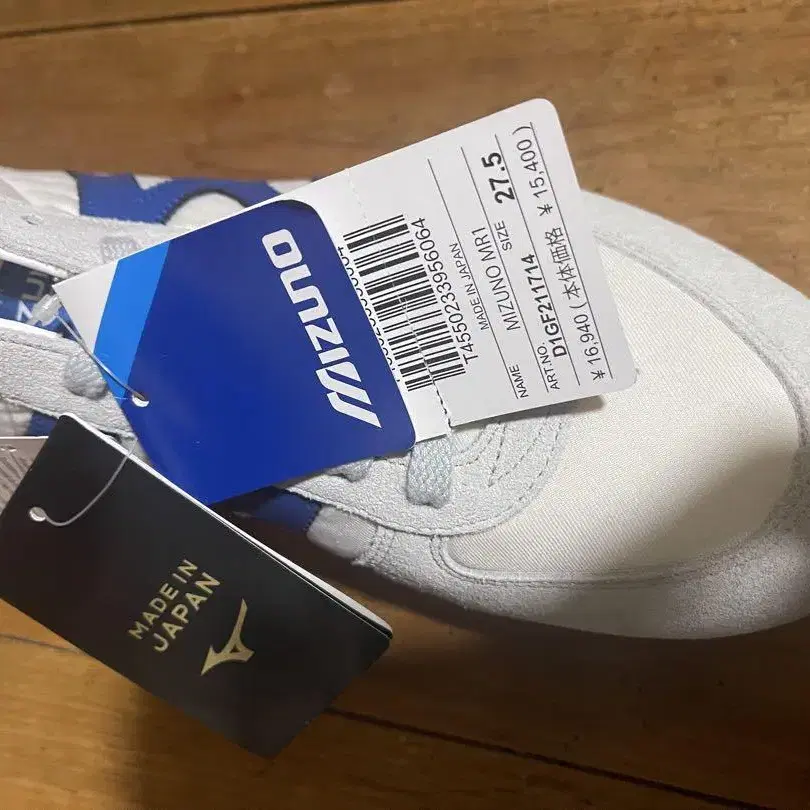 MIZUNO
T4550233956064
MADE IN JAPAN
NAME MIZUNO MR1
SIZE 27.5
ART.NO. D1GF211714
¥16,940(本体価格 ¥15,400)
MADE IN
JAPAN